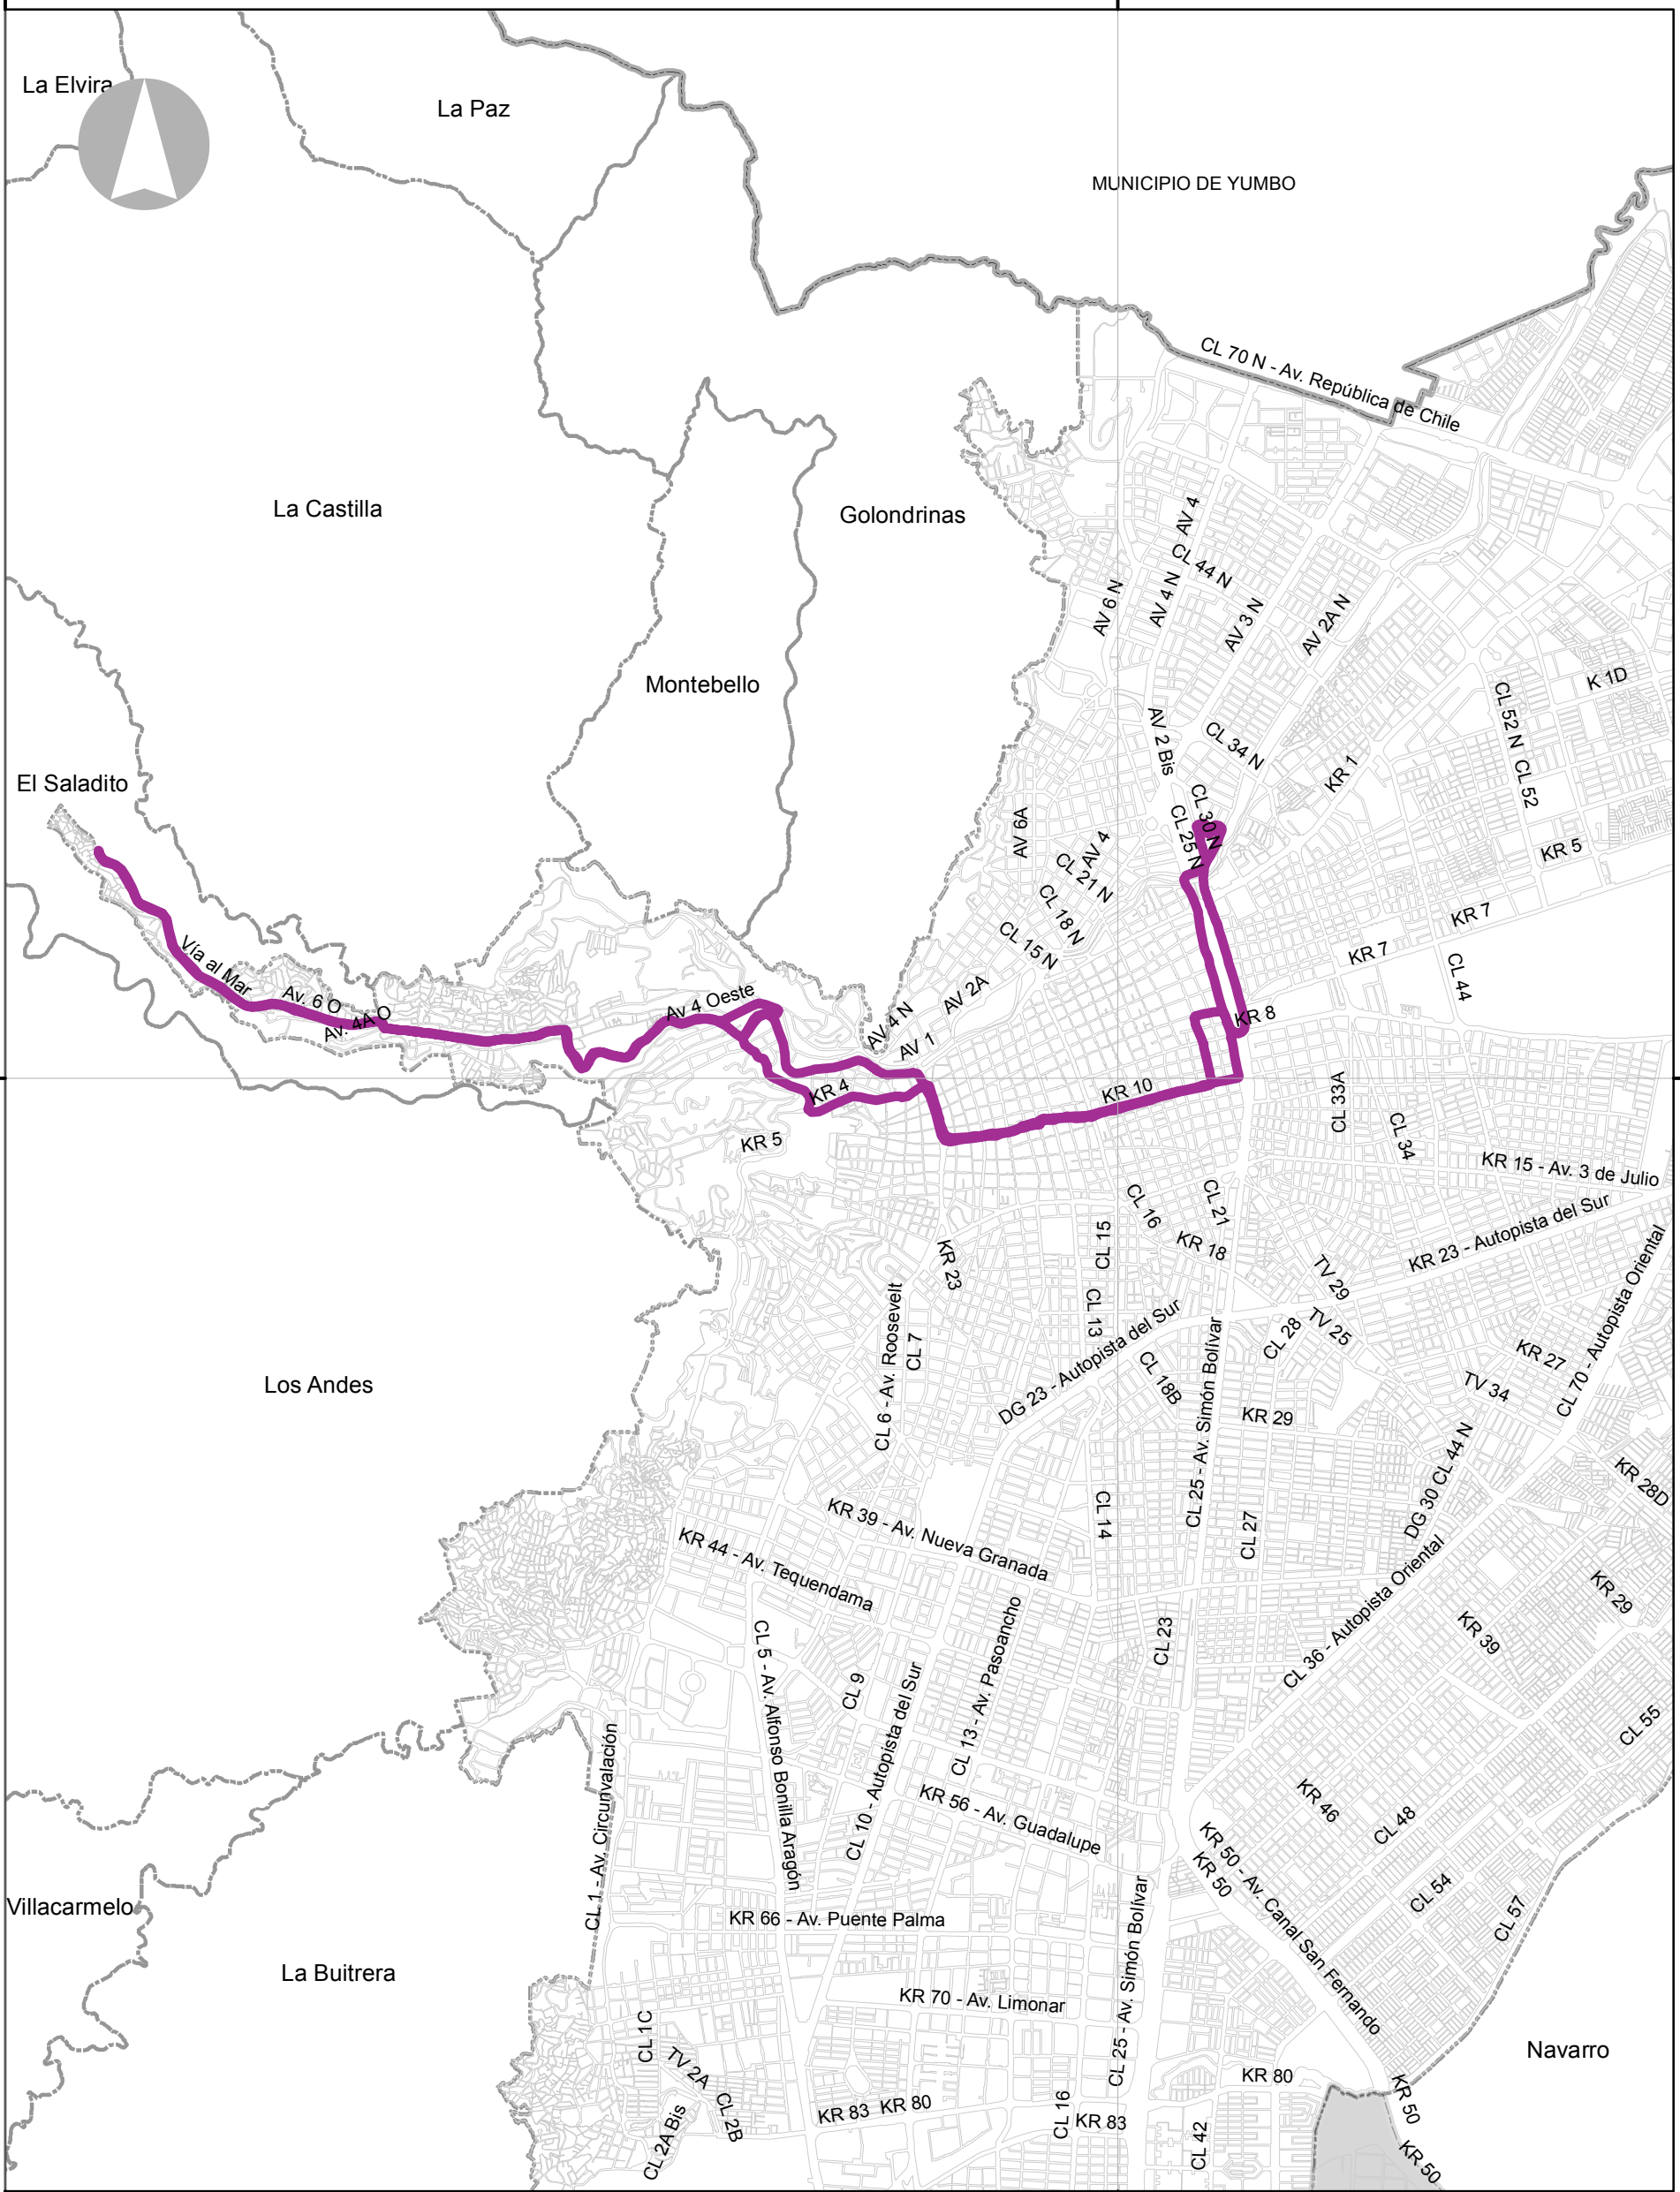 La Elvira
La Paz
MUNICIPIO DE YUMBO
CL 70 N - Av. República de Chile
La Castilla
Golondrinas
AV 4
CL 44 N
AV 6 N
AV 4 N
AV 3 N
AV 2A N
Montebello
K 1D
CL 52 N
CL 52
AV 2 Bis
CL 34 N
KR 1
El Saladito
CL 30 N
CL 25 N
AV 6A
AV 4
CL 21 N
KR 5
CL 18 N
KR 7
CL 15 N
KR 7
Vía al Mar
Av. 6 O
Av. 4A O
Av 4 Oeste
AV 2A
CL 44
AV 4 N
AV 1
KR 8
KR 4
KR 10
CL 33A
CL 34
KR 5
KR 15 - Av. 3 de Julio
CL 16
CL 21
CL 15
KR 18
KR 23 - Autopista del Sur
KR 23
TV 29
CL 70 - Autopista Oriental
CL 13
CL 6 - Av. Roosevelt
CL 7
DG 23 - Autopista del Sur
CL 28
TV 25
KR 27
Los Andes
CL 18B
CL 25 - Av. Simón Bolívar
TV 34
KR 29
DG 30 CL 44 N
KR 28D
KR 39 - Av. Nueva Granada
CL 14
CL 27
KR 44 - Av. Tequendama
CL 36 - Autopista Oriental
KR 29
KR 39
CL 5 - Av. Alfonso Bonilla Aragón
CL 13 - Av. Pasoancho
CL 23
CL 9
CL 10 - Autopista del Sur
CL 55
CL 1 - Av. Circunvalación
KR 56 - Av. Guadalupe
KR 46
CL 48
KR 50 - Av. Canal San Fernando
KR 50
CL 54
CL 57
Villacarmelo
KR 66 - Av. Puente Palma
La Buitrera
CL 25 - Av. Simón Bolívar
KR 70 - Av. Limonar
CL 1C
Navarro
TV 2A
KR 80
CL 2B
CL 2A Bis
KR 83
KR 80
CL 16
KR 83
CL 42
KR 50
KR 50